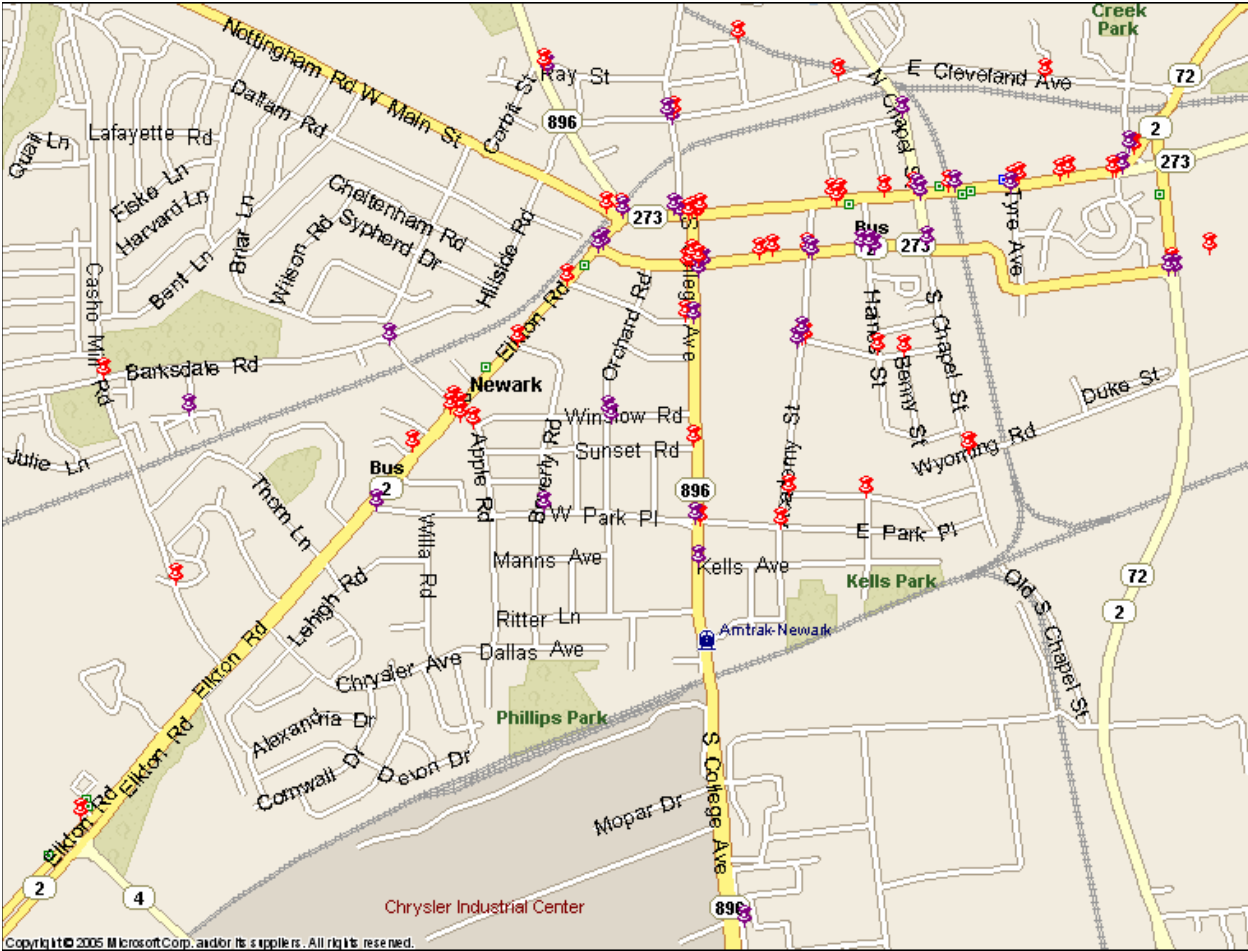 Creek
Park
Nottingham Rd
W Main St
Corbit St
Ray St
N Chapel St
E Cleveland Ave
72
Dallam Rd
896
2
Quail Ln
Lafayette Rd
273
Fiske Ln
Harvard Ln
Cheltenham Rd
Sypherd Dr
Hillside Rd
273
Tyre Ave
Briar Ln
Wilson Rd
Bus
273
2
Bent Ln
Casho Mill Rd
Elkton Rd
Orchard Rd
S College Ave
Haines St
S Chapel St
Barksdale Rd
Newark
Benny St
Duke St
Winslow Rd
Academy St
Wyoming Rd
Julie Ln
Apple Rd
Beverly Rd
Sunset Rd
Bus
2
896
Thorn Ln
W Park Pl
E Park Pl
Willa Rd
Manns Ave
Kells Ave
Kells Park
72
Old S Chapel St
2
Lehigh Rd
Ritter Ln
Amtrak-Newark
Elkton Rd
Chrysler Ave
Dallas Ave
Alexandria Dr
Phillips Park
Elkton Rd
Cornwall Dr
Devon Dr
S College Ave
Mopar Dr
Elkton Rd
2
4
Chrysler Industrial Center
896
Copyright © 2005 Microsoft Corp. and/or its suppliers. All rights reserved.